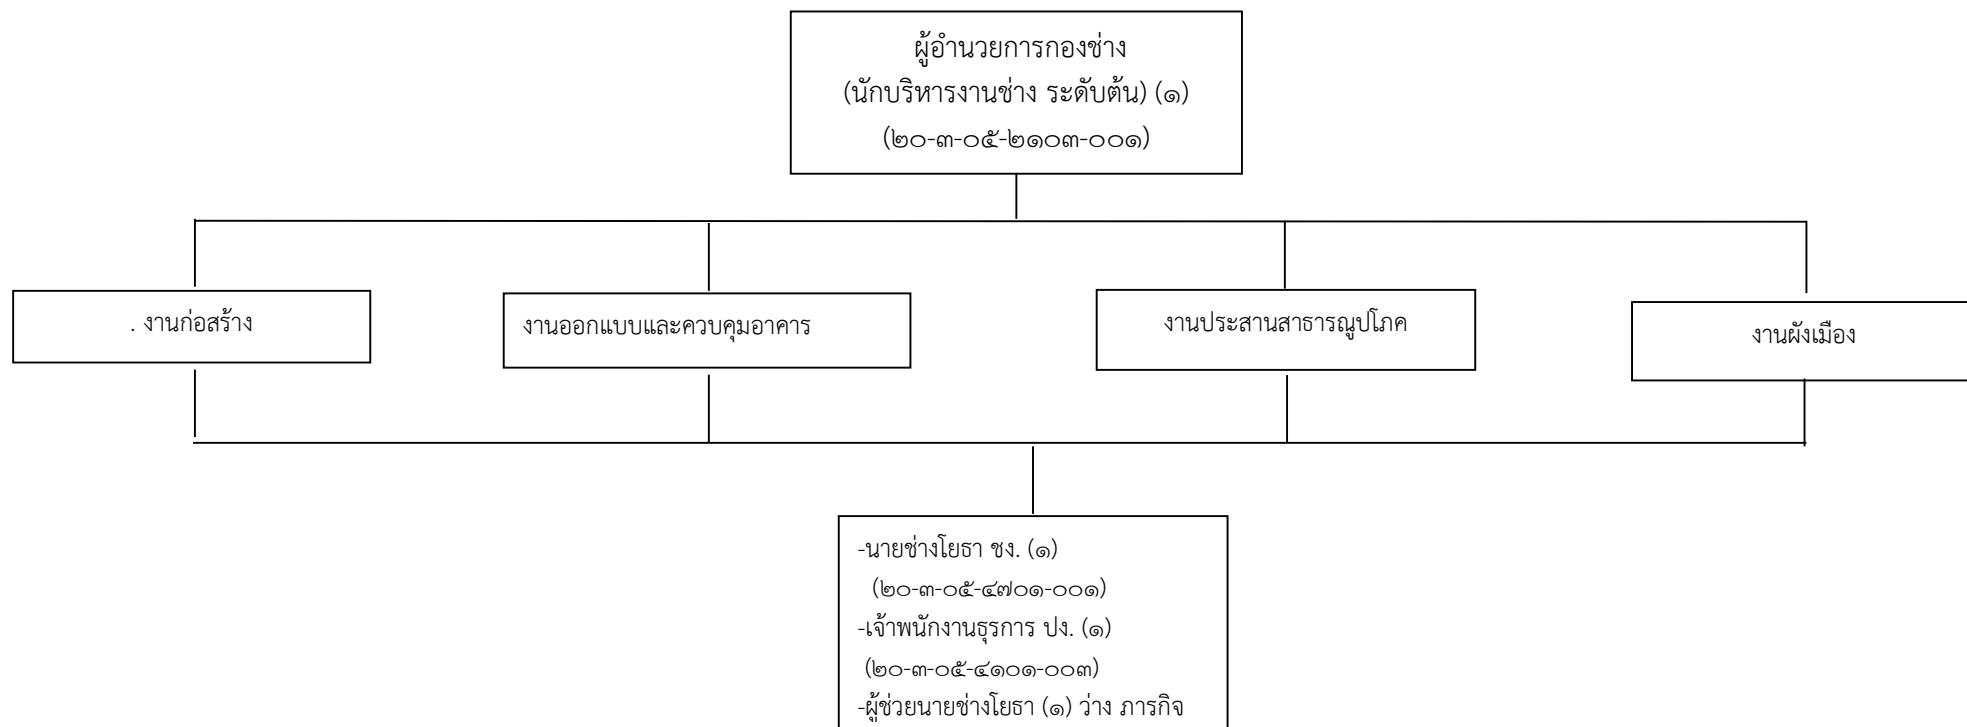 ผู้อำนวยการกองช่าง
(นักบริหารงานช่าง ระดับต้น) (๑)
(๒๐-๓-๐๕-๒๑๐๓-๐๐๑)
. งานก่อสร้าง
งานออกแบบและควบคุมอาคาร
งานประสานสาธารณูปโภค
งานผังเมือง
-นายช่างโยธา ชง. (๑)
(๒๐-๓-๐๕-๔๗๐๑-๐๐๑)
-เจ้าพนักงานธุรการ ปง. (๑)
(๒๐-๓-๐๕-๔๑๐๑-๐๐๓)
-ผู้ช่วยนายช่างโยธา (๑) ว่าง ภารกิจ